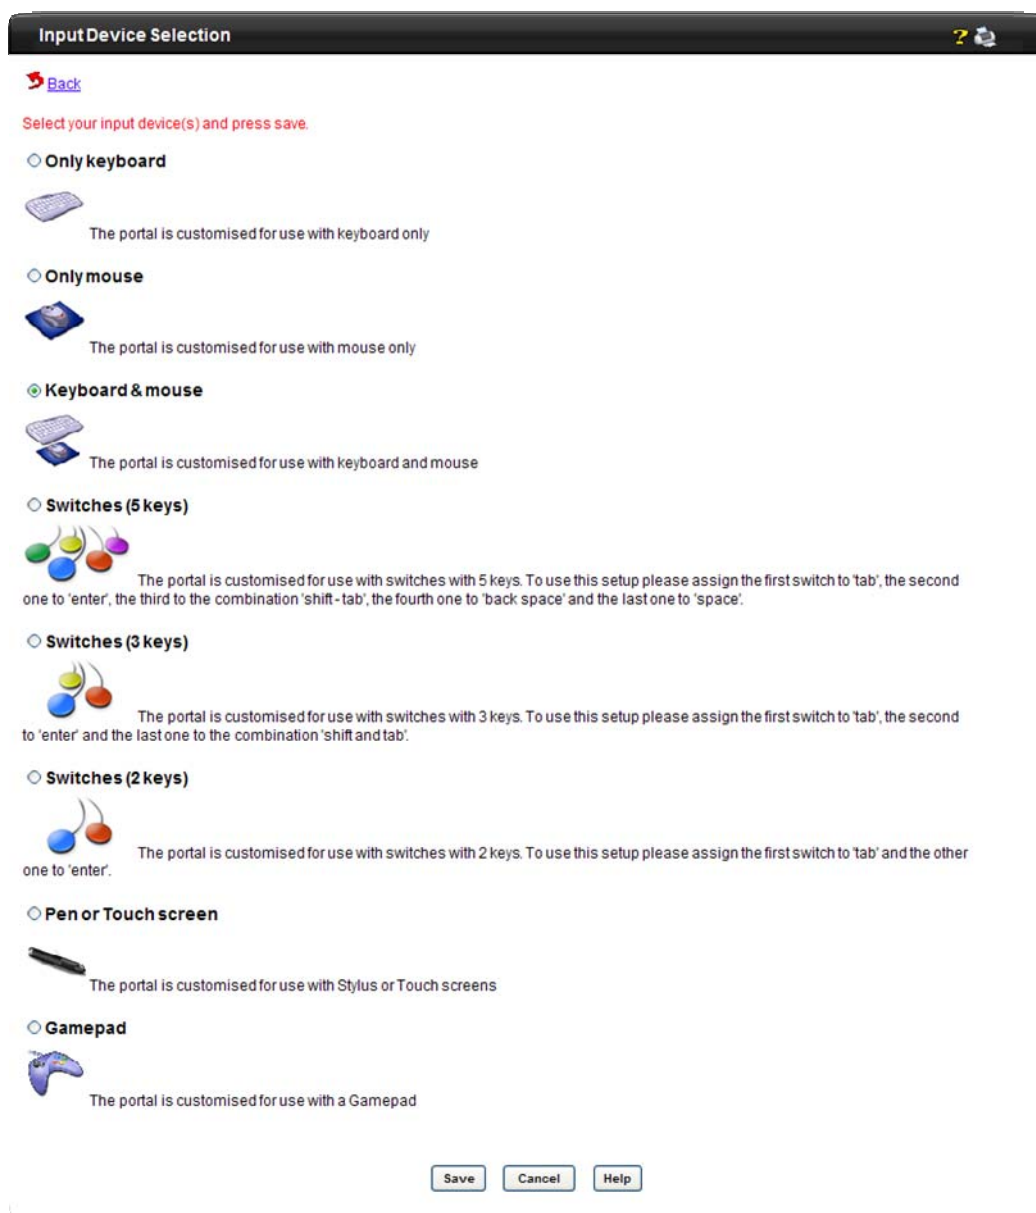 Input Device Selection
?
Back
Select your input device(s) and press save.
Only keyboard
The portal is customised for use with keyboard only
Only mouse
The portal is customised for use with mouse only
Keyboard & mouse
The portal is customised for use with keyboard and mouse
Switches (5 keys)
The portal is customised for use with switches with 5 keys. To use this setup please assign the first switch to 'tab', the second
one to 'enter', the third to the combination 'shift - tab', the fourth one to 'back space' and the last one to 'space'.
Switches (3 keys)
The portal is customised for use with switches with 3 keys. To use this setup please assign the first switch to 'tab', the second
to 'enter' and the last one to the combination 'shift and tab'.
Switches (2 keys)
The portal is customised for use with switches with 2 keys. To use this setup please assign the first switch to 'tab' and the other
one to 'enter'.
Pen or Touch screen
The portal is customised for use with Stylus or Touch screens
Gamepad
The portal is customised for use with a Gamepad
Save Cancel Help